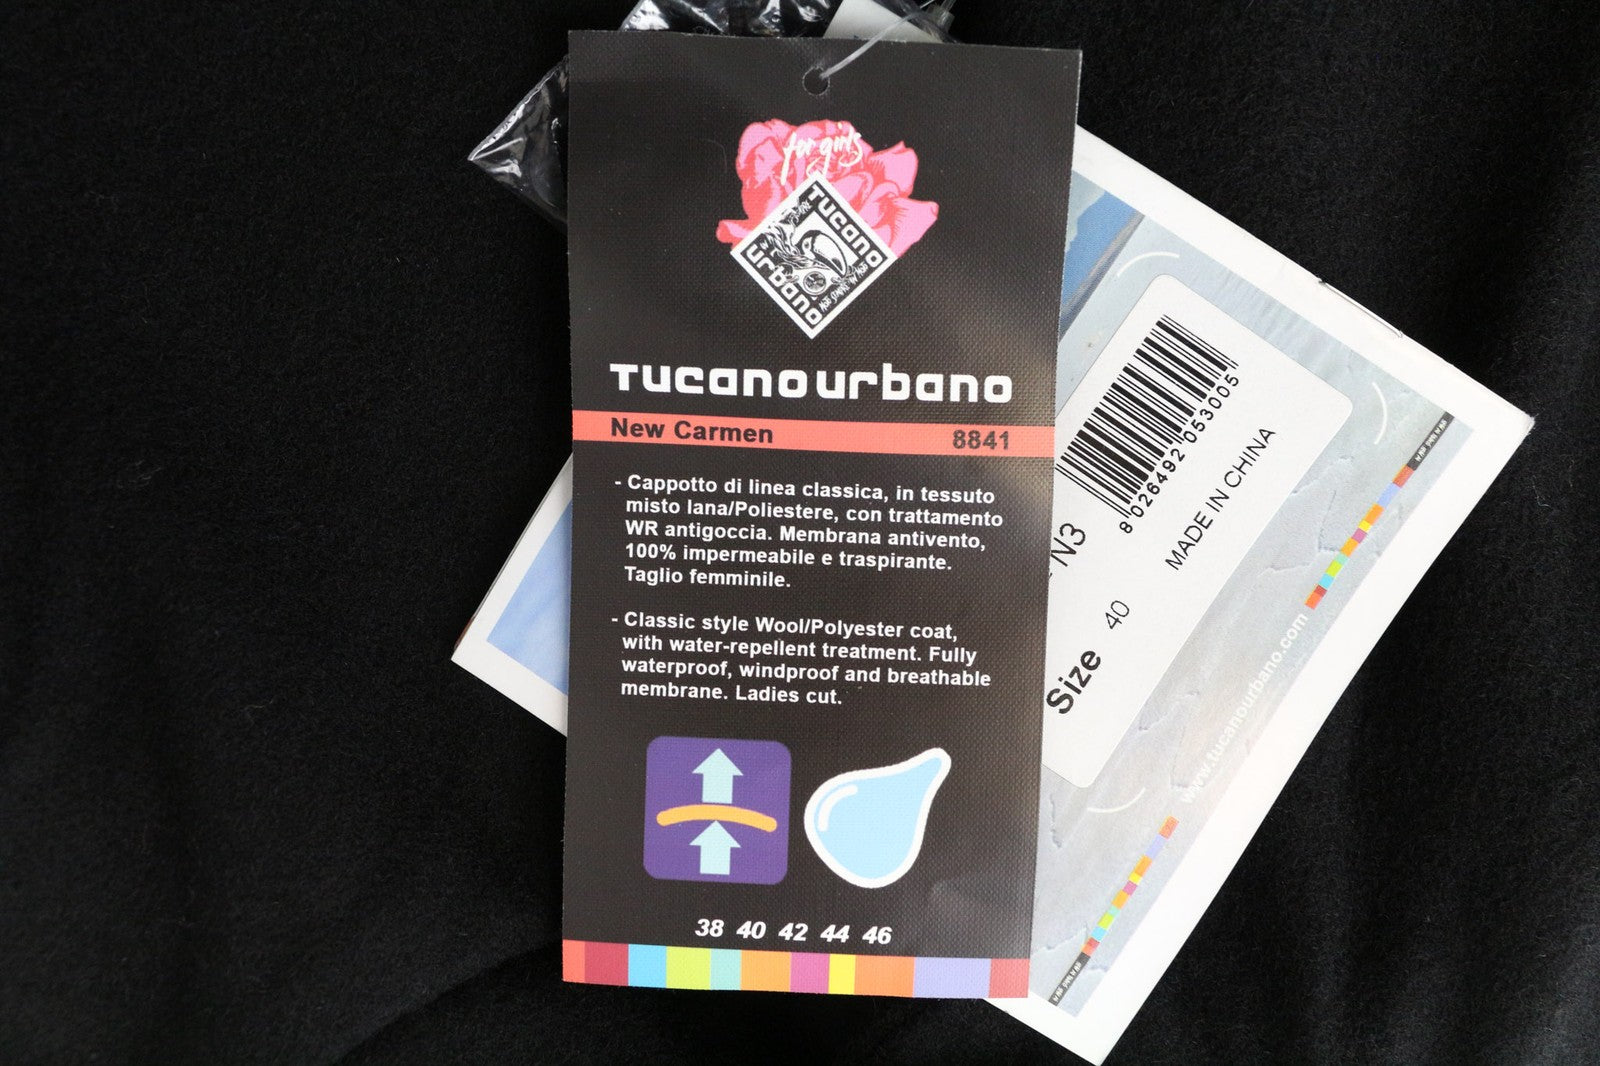 for girls
Tucano
urbano
Tucanourbano
New Carmen 8841
- Cappotto di linea classica, in tessuto
misto lana/Poliestere, con trattamento
WR antigoccia. Membrana antivento,
100% impermeabile e traspirante.
Taglio femminile.
- Classic style Wool/Polyester coat,
with water-repellent treatment. Fully
waterproof, windproof and breathable
membrane. Ladies cut.
38 40 42 44 46
8 026492 053005
MADE IN CHINA
N3
Size 40
www.tucanourbano.com